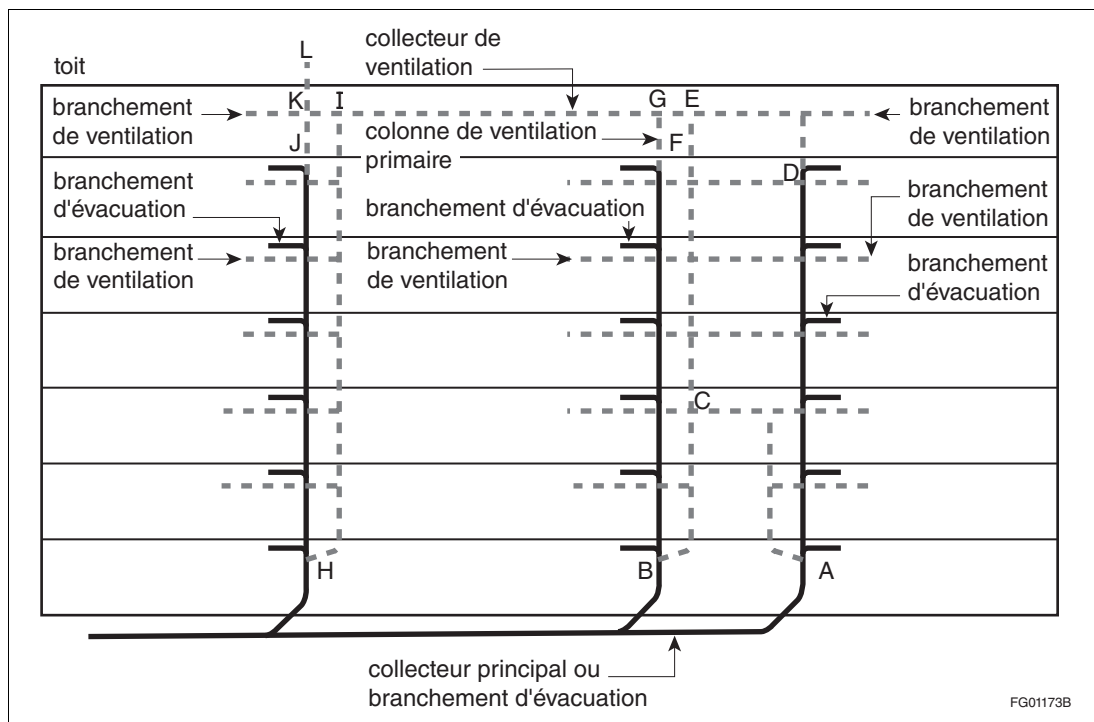 L
collecteur de
ventilation
toit
branchement
de ventilation
K
I
G
E
branchement
de ventilation
J
colonne de ventilation
primaire
F
D
branchement
d'évacuation
branchement d'évacuation
branchement
de ventilation
branchement
de ventilation
branchement
de ventilation
branchement
d'évacuation
C
H
B
A
collecteur principal ou
branchement d'évacuation
FG01173B